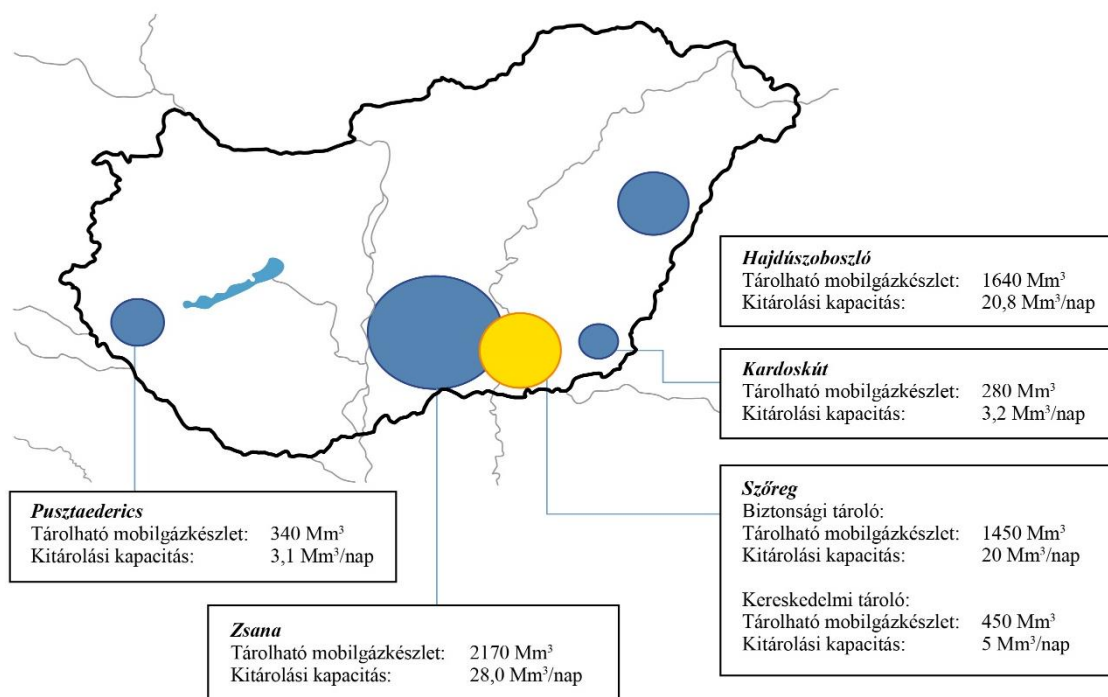 Hajdúszoboszló
Tárolható mobilgázkészlet: 1640 Mm³
Kitárolási kapacitás: 20,8 Mm³/nap
Kardoskút
Tárolható mobilgázkészlet: 280 Mm³
Kitárolási kapacitás: 3,2 Mm³/nap
Szőreg
Biztonsági tároló:
Tárolható mobilgázkészlet: 1450 Mm³
Kitárolási kapacitás: 20 Mm³/nap
Kereskedelmi tároló:
Tárolható mobilgázkészlet: 450 Mm³
Kitárolási kapacitás: 5 Mm³/nap
Pusztaederics
Tárolható mobilgázkészlet: 340 Mm³
Kitárolási kapacitás: 3,1 Mm³/nap
Zsana
Tárolható mobilgázkészlet: 2170 Mm³
Kitárolási kapacitás: 28,0 Mm³/nap